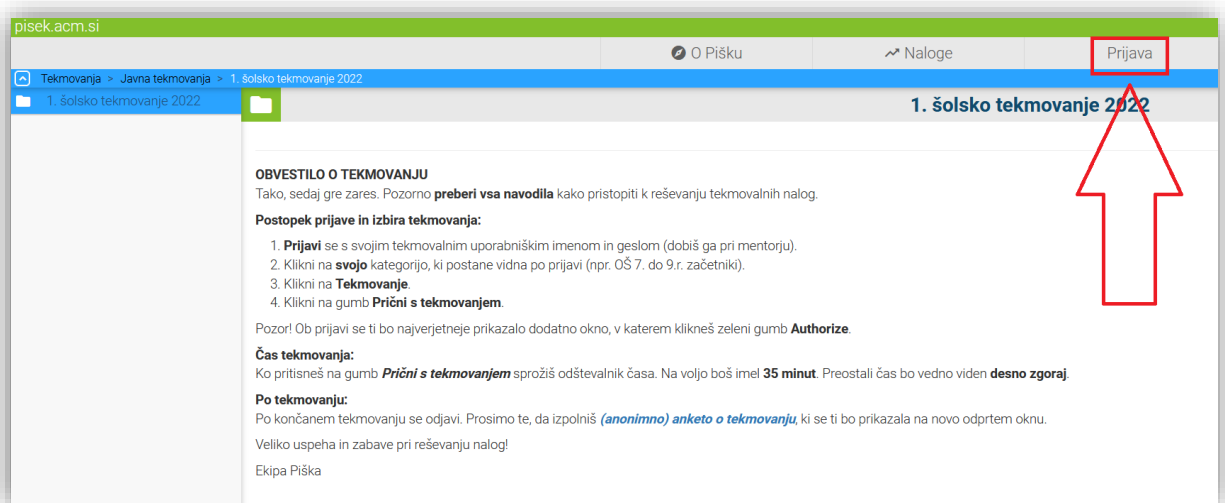 pisek.acm.si
O Pišku
Naloge
Prijava
Tekmovanja > Javna tekmovanja > 1. šolsko tekmovanje 2022
1. šolsko tekmovanje 2022
1. šolsko tekmovanje 2022
OBVESTILO O TEKMOVANJU
Tako, sedaj gre zares. Pozorno preberi vsa navodila kako pristopiti k reševanju tekmovalnih nalog.
Postopek prijave in izbira tekmovanja:
1. Prijavi se s svojim tekmovalnim uporabniškim imenom in geslom (dobiš ga pri mentorju).
2. Klikni na svojo kategorijo, ki postane vidna po prijavi (npr. OŠ 7. do 9.r. začetniki).
3. Klikni na Tekmovanje.
4. Klikni na gumb Prični s tekmovanjem.
Pozor! Ob prijavi se ti bo najverjetneje prikazalo dodatno okno, v katerem klikneš zeleni gumb Authorize.
Čas tekmovanja:
Ko pritisneš na gumb Prični s tekmovanjem sprožiš odštevalnik časa. Na voljo boš imel 35 minut. Preostali čas bo vedno viden desno zgoraj.
Po tekmovanju:
Po končanem tekmovanju se odjavi. Prosimo te, da izpolniš (anonimno) anketo o tekmovanju, ki se ti bo prikazala na novo odprtem oknu.
Veliko uspeha in zabave pri reševanju nalog!
Ekipa Piška